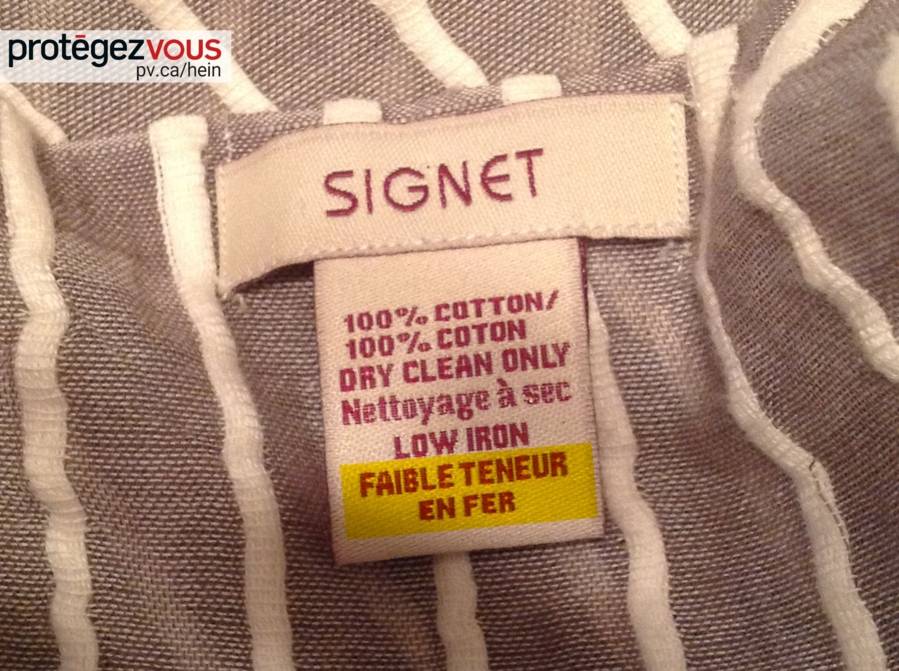 protégezvous
pv.ca/hein
SIGNET
100% COTTON/
100% COTON
DRY CLEAN ONLY
Nettoyage à sec
LOW IRON
FAIBLE TENEUR
EN FER